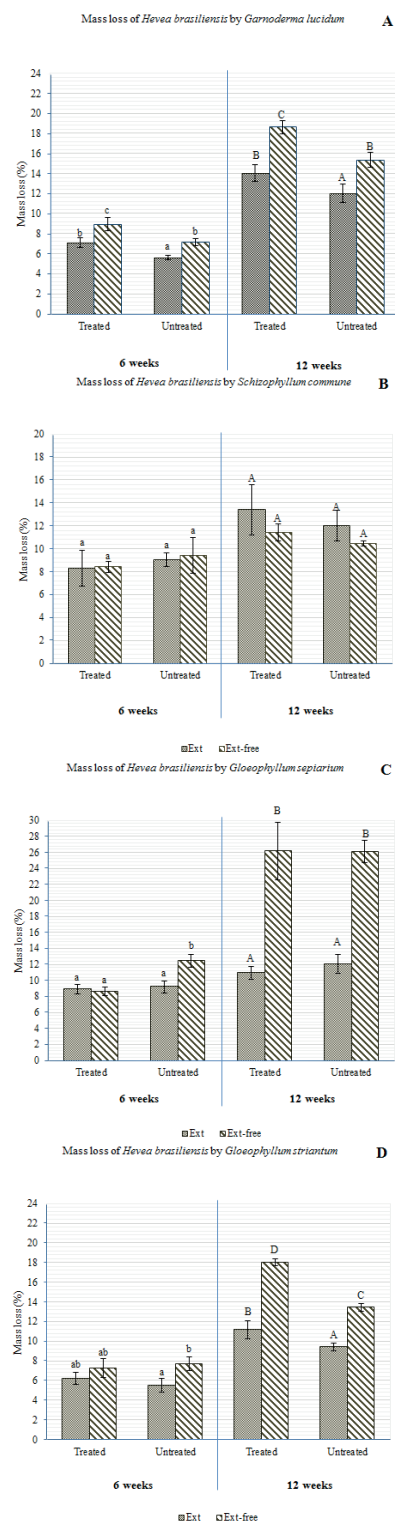 Mass loss of Hevea brasiliensis by Garnoderma lucidum
A
Mass loss (%)
24
22
20
18
16
14
12
10
8
6
4
2
0
b
c
a
b
B
C
A
B
Treated
Untreated
Treated
Untreated
6 weeks
12 weeks
Mass loss of Hevea brasiliensis by Schizophyllum commune
B
Mass loss (%)
20
18
16
14
12
10
8
6
4
2
0
a
a
a
a
A
A
A
A
Treated
Untreated
Treated
Untreated
6 weeks
12 weeks
Ext
Ext-free
Mass loss of Hevea brasiliensis by Gloeophyllum sepiarium
C
Mass loss (%)
30
28
26
24
22
20
18
16
14
12
10
8
6
4
2
0
a
a
a
b
A
B
A
B
Treated
Untreated
Treated
Untreated
6 weeks
12 weeks
Ext
Ext-free
Mass loss of Hevea brasiliensis by Gloeophyllum striantum
D
Mass loss (%)
24
22
20
18
16
14
12
10
8
6
4
2
0
ab
ab
a
b
B
D
A
C
Treated
Untreated
Treated
Untreated
6 weeks
12 weeks
Ext
Ext-free